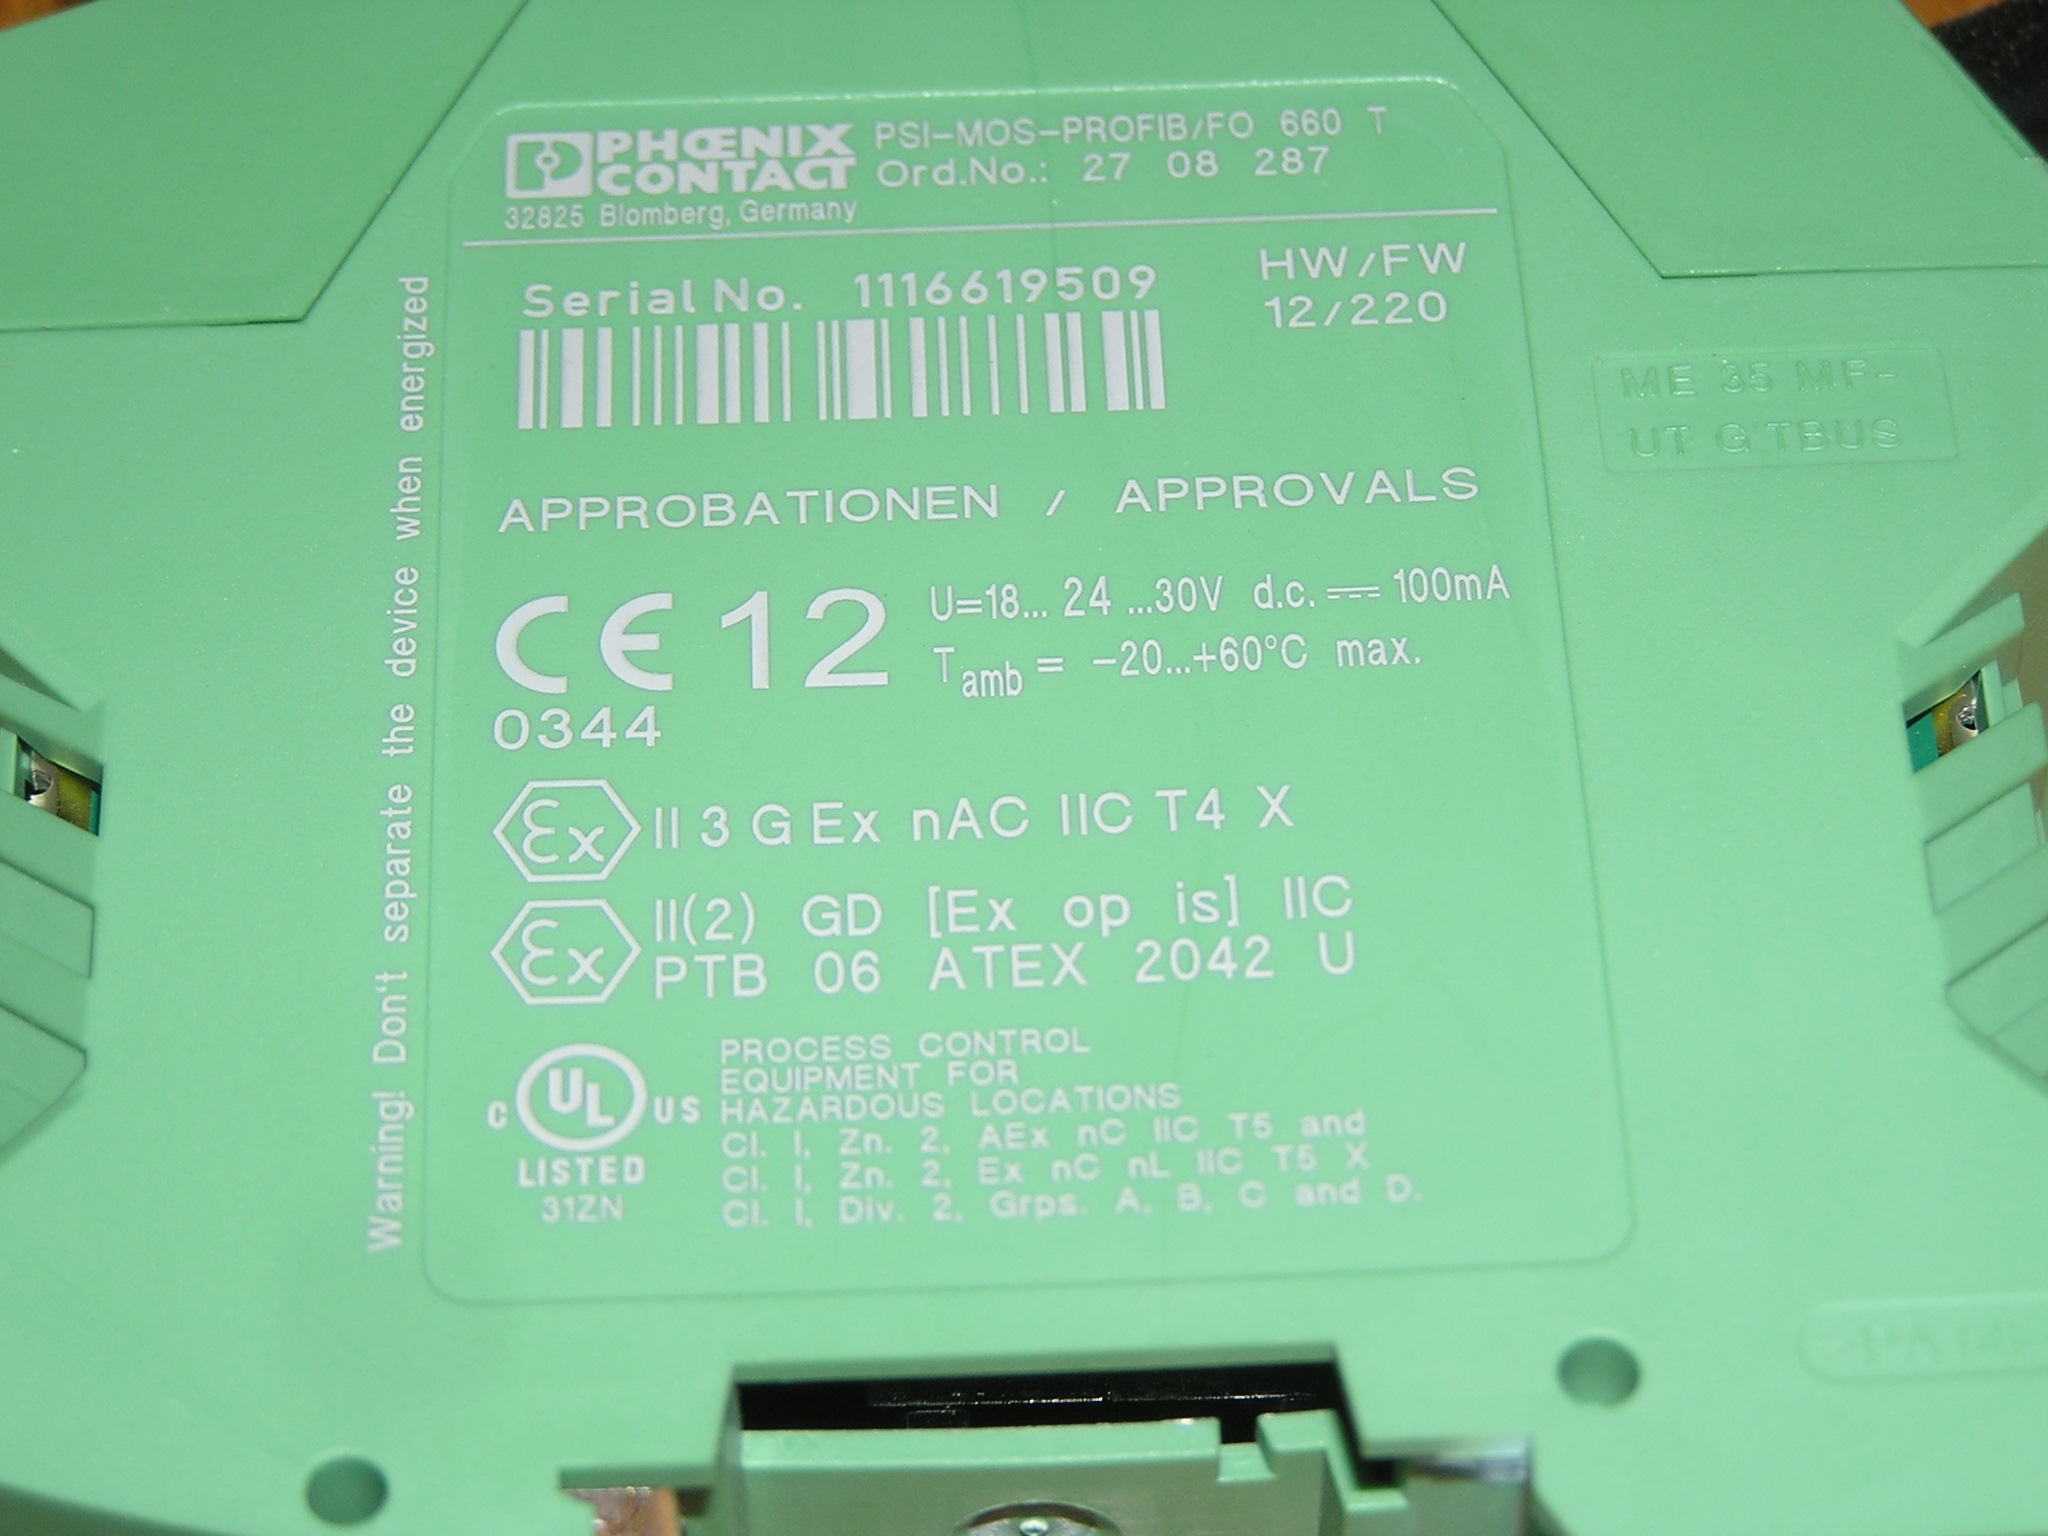 PHŒNIX
CONTACT
32825 Blomberg, Germany
PSI-MOS-PROFIB/FO 660 T
Ord.No.: 27 08 287
Serial No. 1116619509
HW/FW
12/220
ME 35 MF-
UT G TBUS
APPROBATIONEN / APPROVALS
CE 12
0344
U=18... 24 ...30V d.c. ⎓ 100mA
Tamb = -20...+60°C max.
Ex II 3 G Ex nAC IIC T4 X
Ex II(2) GD [Ex op is] IIC
PTB 06 ATEX 2042 U
C UL US
LISTED
31ZN
PROCESS CONTROL
EQUIPMENT FOR
HAZARDOUS LOCATIONS
Cl. I, Zn. 2, AEx nC IIC T5 and
Cl. I, Zn. 2, Ex nC nL IIC T5 X
Cl. I, Div. 2, Grps. A, B, C and D.
Warning! Don't separate the device when energized